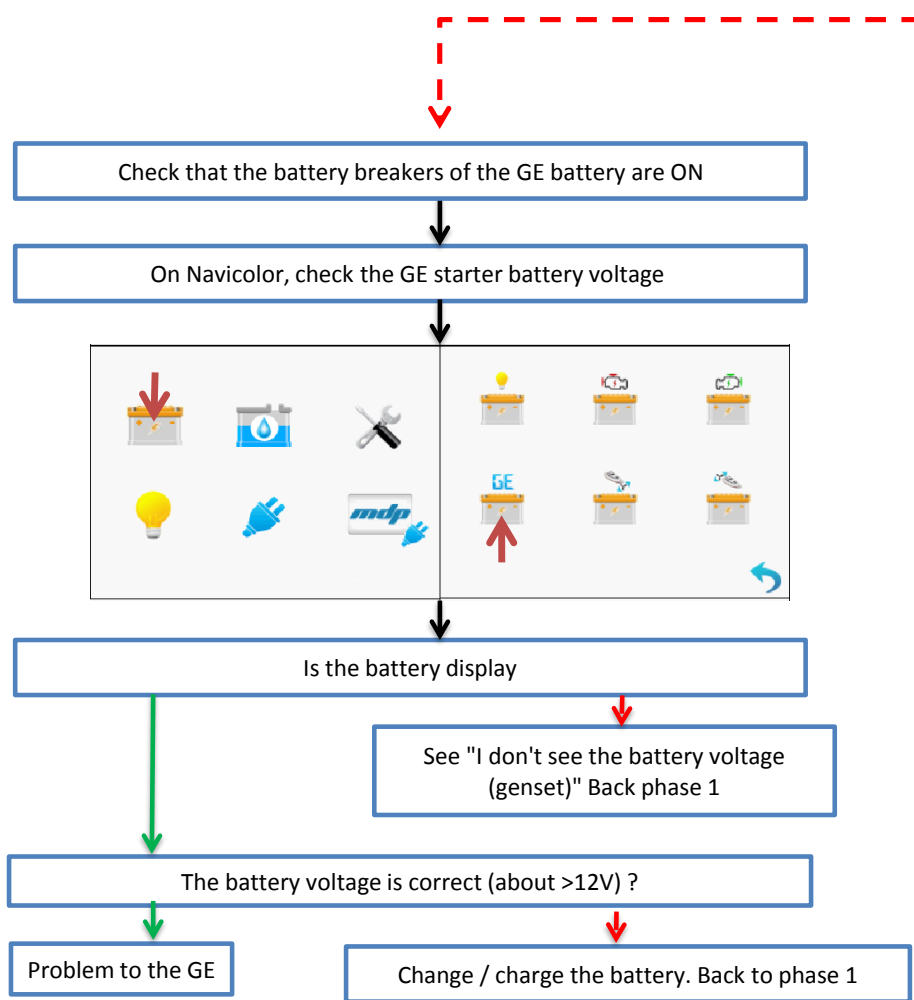 Check that the battery breakers of the GE battery are ON
On Navicolor, check the GE starter battery voltage
GE
mdp
Is the battery display
See "I don't see the battery voltage
(genset)" Back phase 1
The battery voltage is correct (about >12V) ?
Problem to the GE
Change / charge the battery. Back to phase 1